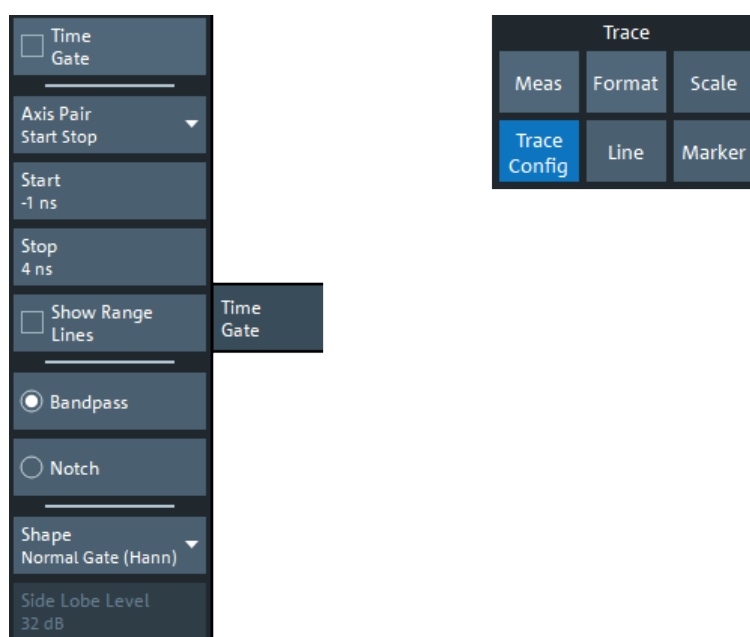 Time
Gate
Axis Pair
Start Stop
Start
-1 ns
Stop
4 ns
Show Range
Lines
Bandpass
Notch
Shape
Normal Gate (Hann)
Side Lobe Level
32 dB
Time
Gate
Trace
Meas Format Scale
Trace
Config Line Marker